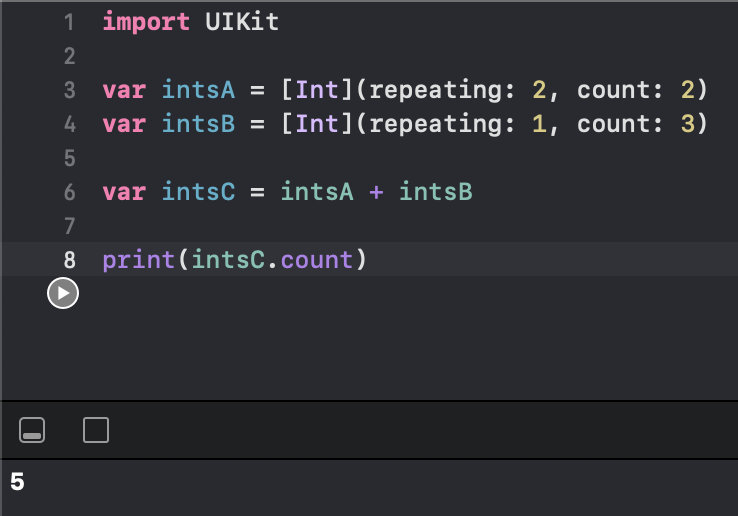 1 import UIKit
2
3 var intsA = [Int](repeating: 2, count: 2)
4 var intsB = [Int](repeating: 1, count: 3)
5
6 var intsC = intsA + intsB
7
8 print(intsC.count)
5